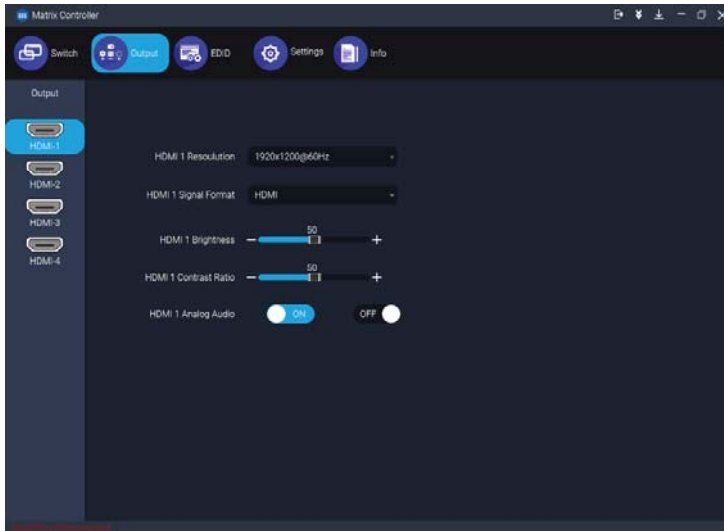 Matrix Controller
Switch Output EDID Settings Info
Output
HDMI-1
HDMI-2
HDMI-3
HDMI-4
HDMI 1 Resoulution 1920x1200@60Hz
HDMI 1 Signal Format HDMI
HDMI 1 Brightness 50
HDMI 1 Contrast Ratio 50
HDMI 1 Analog Audio ON OFF